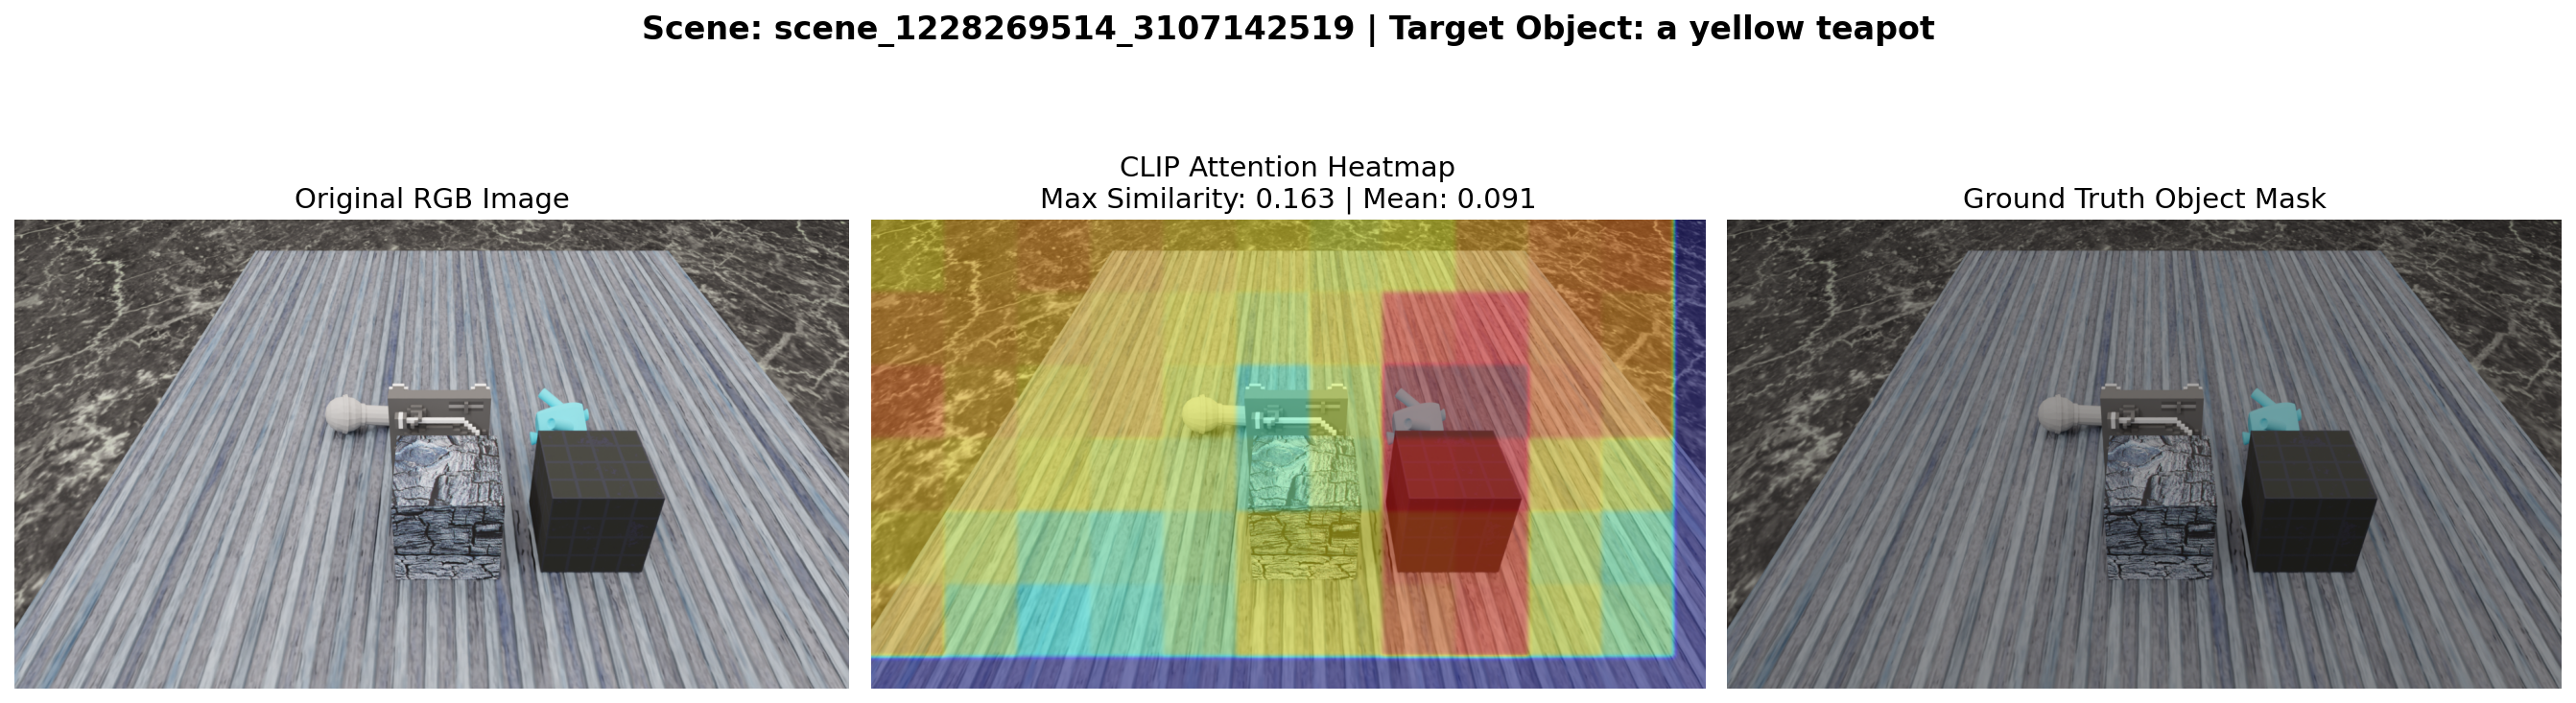 Scene: scene_1228269514_3107142519 | Target Object: a yellow teapot
Original RGB Image
CLIP Attention Heatmap
Max Similarity: 0.163 | Mean: 0.091
Ground Truth Object Mask